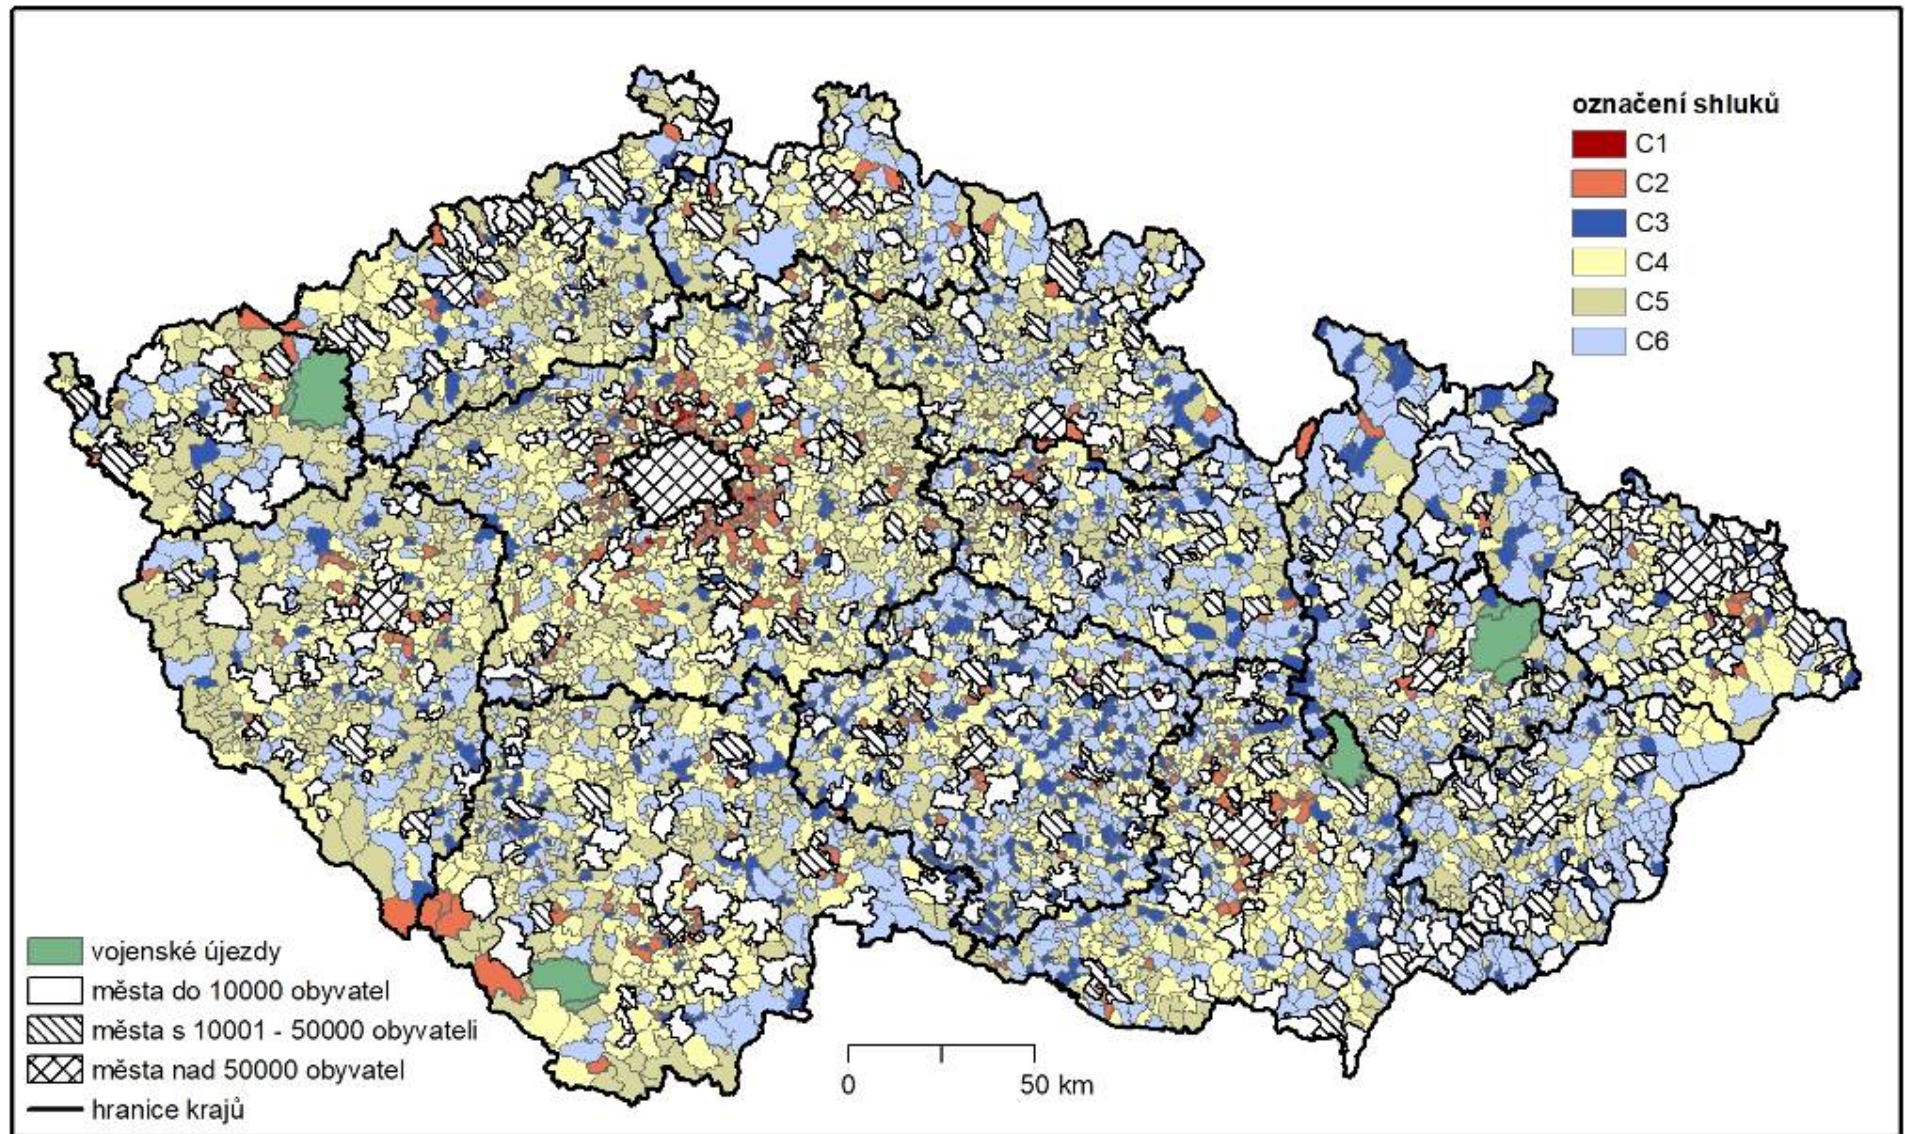 označení shluků
C1
C2
C3
C4
C5
C6
vojenské újezdy
města do 10000 obyvatel
města s 10001 - 50000 obyvateli
města nad 50000 obyvatel
hranice krajů
0 50 km